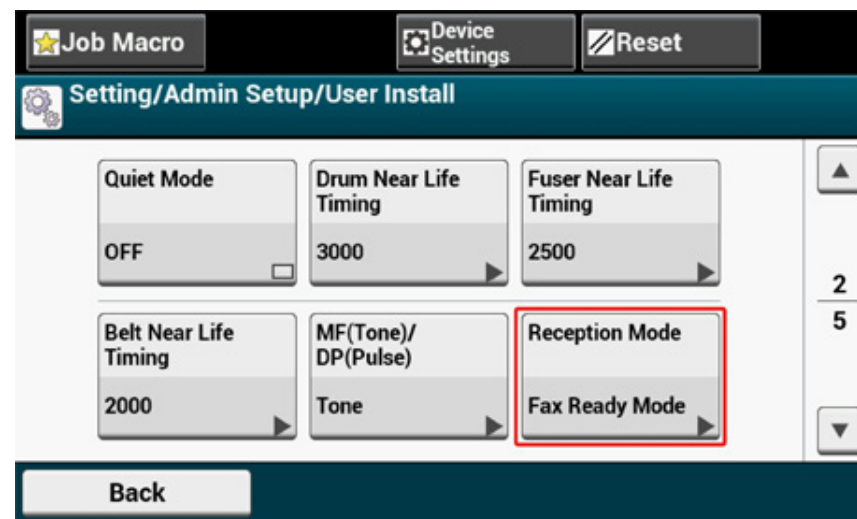 Job Macro
Device
Settings
Reset
Setting/Admin Setup/User Install
Quiet Mode
OFF
Drum Near Life
Timing
3000
Fuser Near Life
Timing
2500
Belt Near Life
Timing
2000
MF(Tone)/
DP(Pulse)
Tone
Reception Mode
Fax Ready Mode
2
5
Back